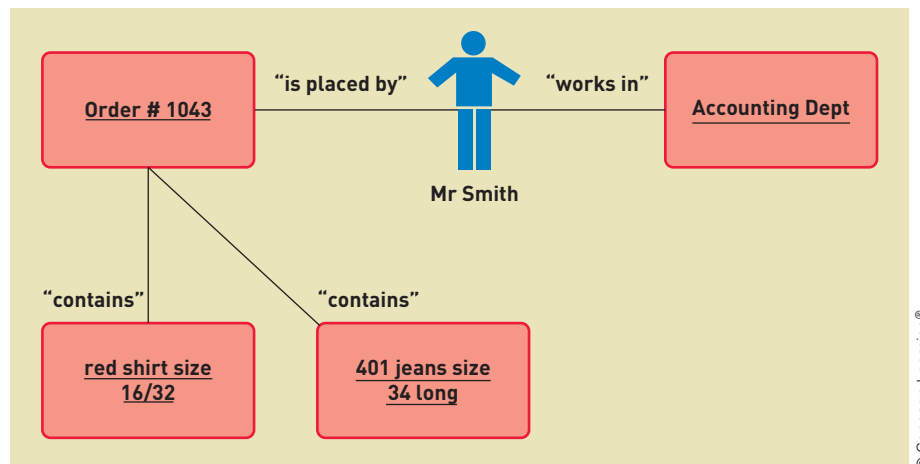 “is placed by”
“works in”
Order # 1043
Accounting Dept
Mr Smith
“contains”
“contains”
red shirt size
16/32
401 jeans size
34 long